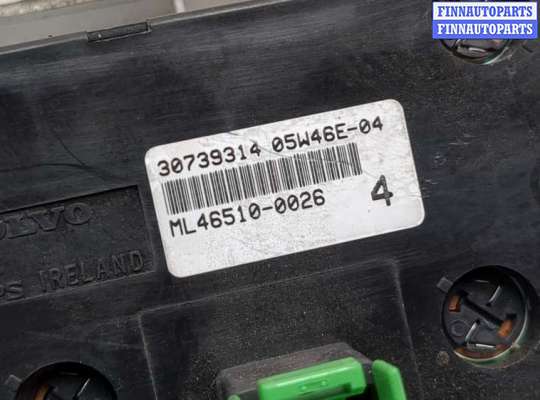 FINNAUTOPARTS
FINNAUTOPARTS
30739314 05W46E-04
ML46510-0026 4
VOLVO
IRELAND